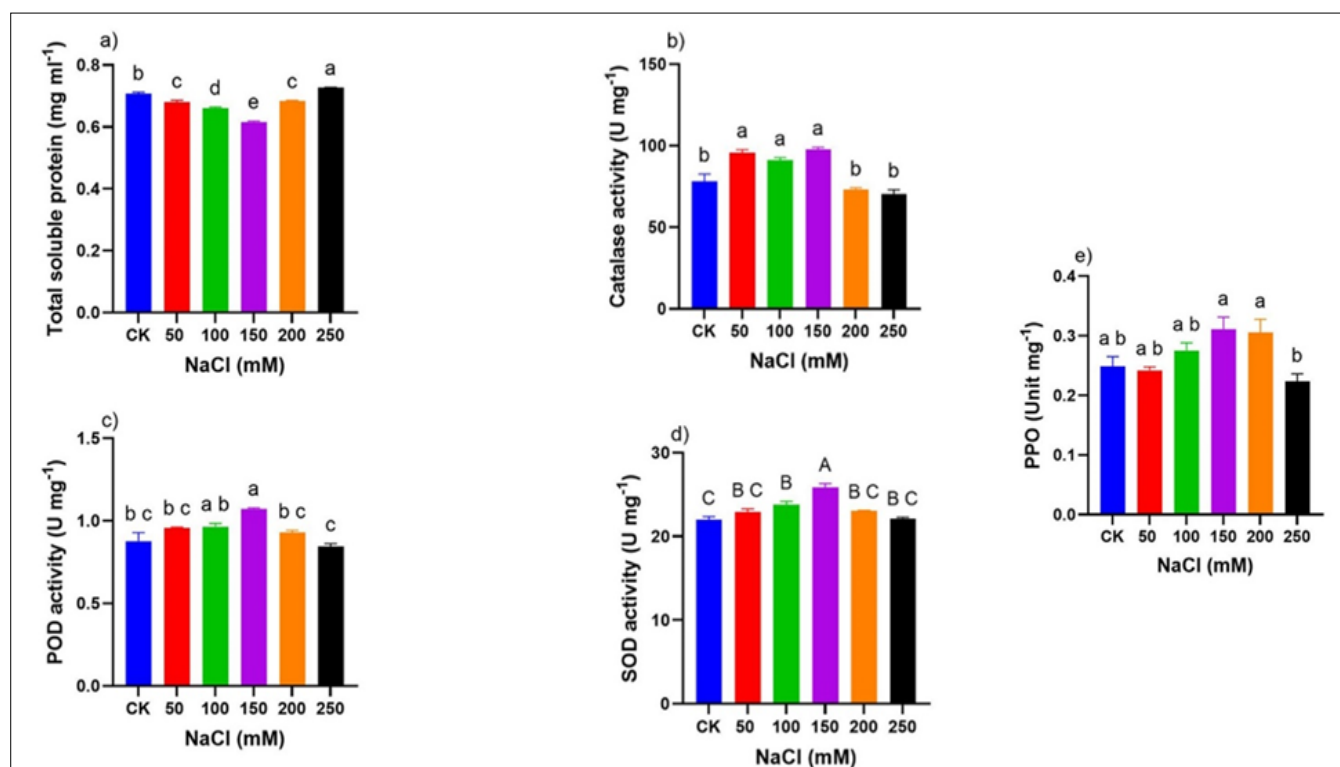 a)
Total soluble protein (mg ml-1)
0.8
0.6
0.4
0.2
0.0
b
c
d
e
c
a
CK 50 100 150 200 250
NaCl (mM)
b)
Catalase activity (U mg-1)
150
100
50
0
b
a
a
a
b
b
CK 50 100 150 200 250
NaCl (mM)
c)
POD activity (U mg-1)
1.5
1.0
0.5
0.0
b c
b c
a b
a
b c
c
CK 50 100 150 200 250
NaCl (mM)
d)
SOD activity (U mg-1)
30
20
10
0
C
B C
B
A
B C
B C
CK 50 100 150 200 250
NaCl (mM)
e)
PPO (Unit mg-1)
0.4
0.3
0.2
0.1
0.0
a b
a b
a b
a
a
b
CK 50 100 150 200 250
NaCl (mM)